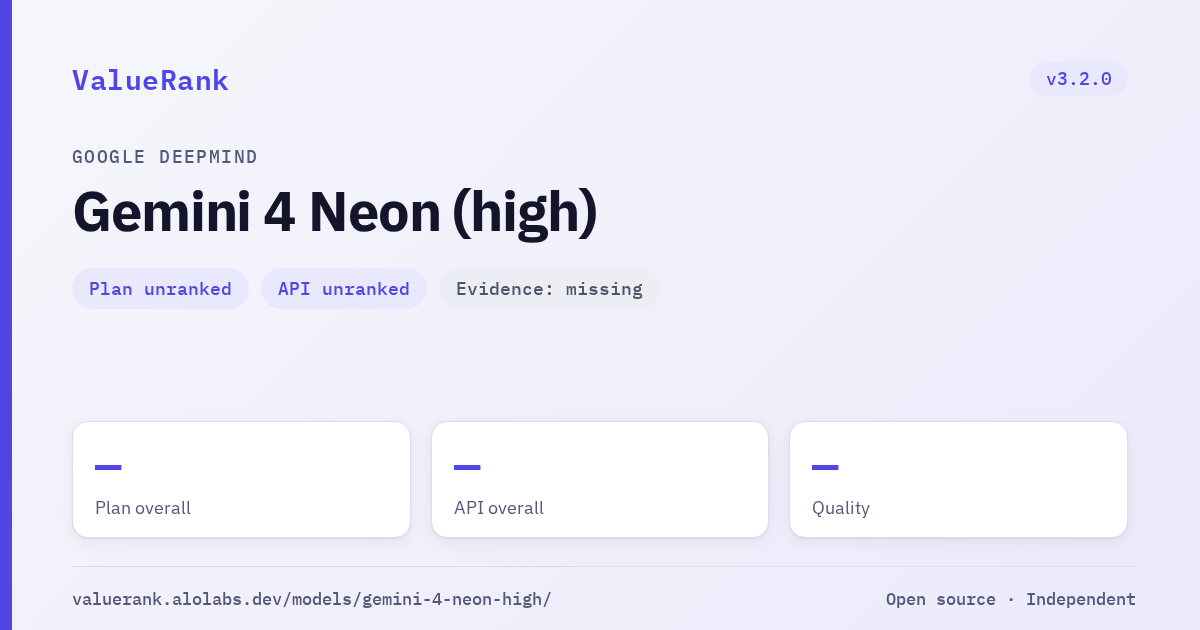 ValueRank
v3.2.0
GOOGLE DEEPMIND
Gemini 4 Neon (high)
Plan unranked
API unranked
Evidence: missing
—
—
—
Plan overall
API overall
Quality
valuerank.alolabs.dev/models/gemini-4-neon-high/
Open source · Independent